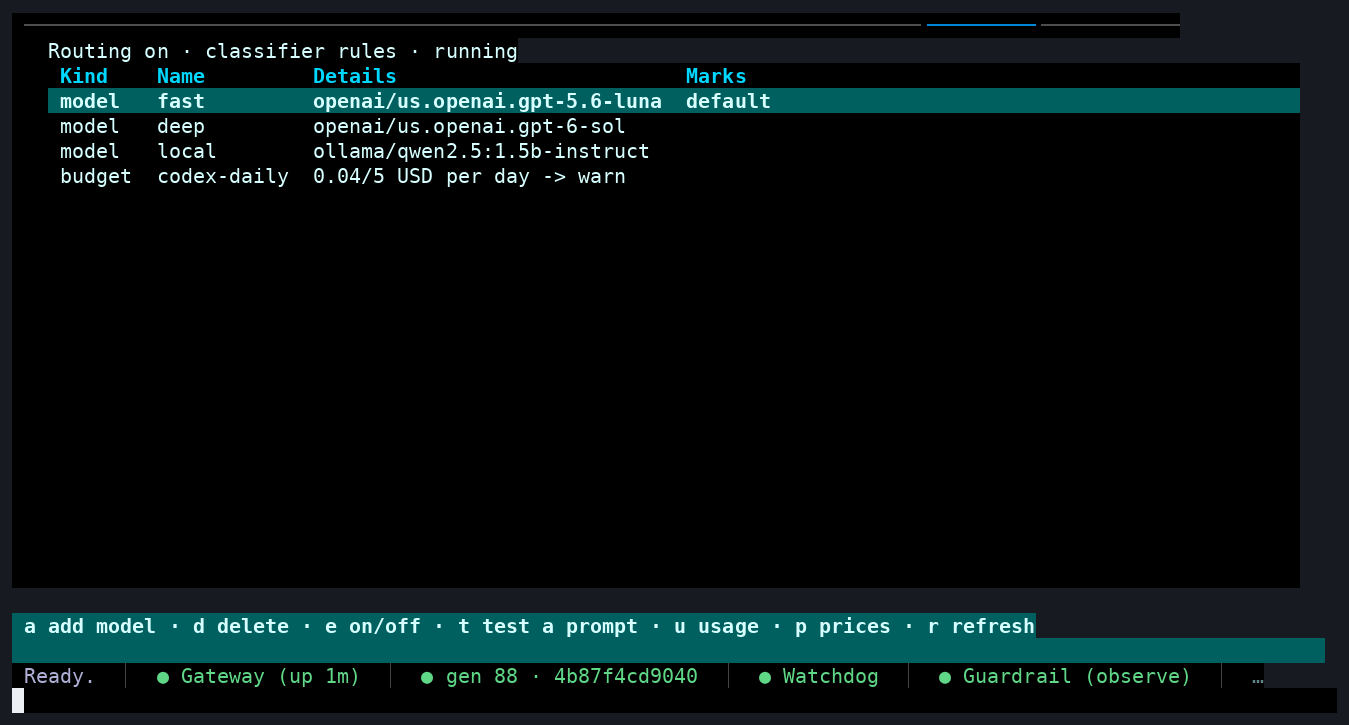 Routing on · classifier rules · running
Kind Name Details Marks
model fast openai/us.openai.gpt-5.6-luna default
model deep openai/us.openai.gpt-6-sol
model local ollama/qwen2.5:1.5b-instruct
budget codex-daily 0.04/5 USD per day -> warn
a add model · d delete · e on/off · t test a prompt · u usage · p prices · r refresh
Ready. │ ● Gateway (up 1m) │ ● gen 88 · 4b87f4cd9040 │ ● Watchdog │ ● Guardrail (observe) │ …